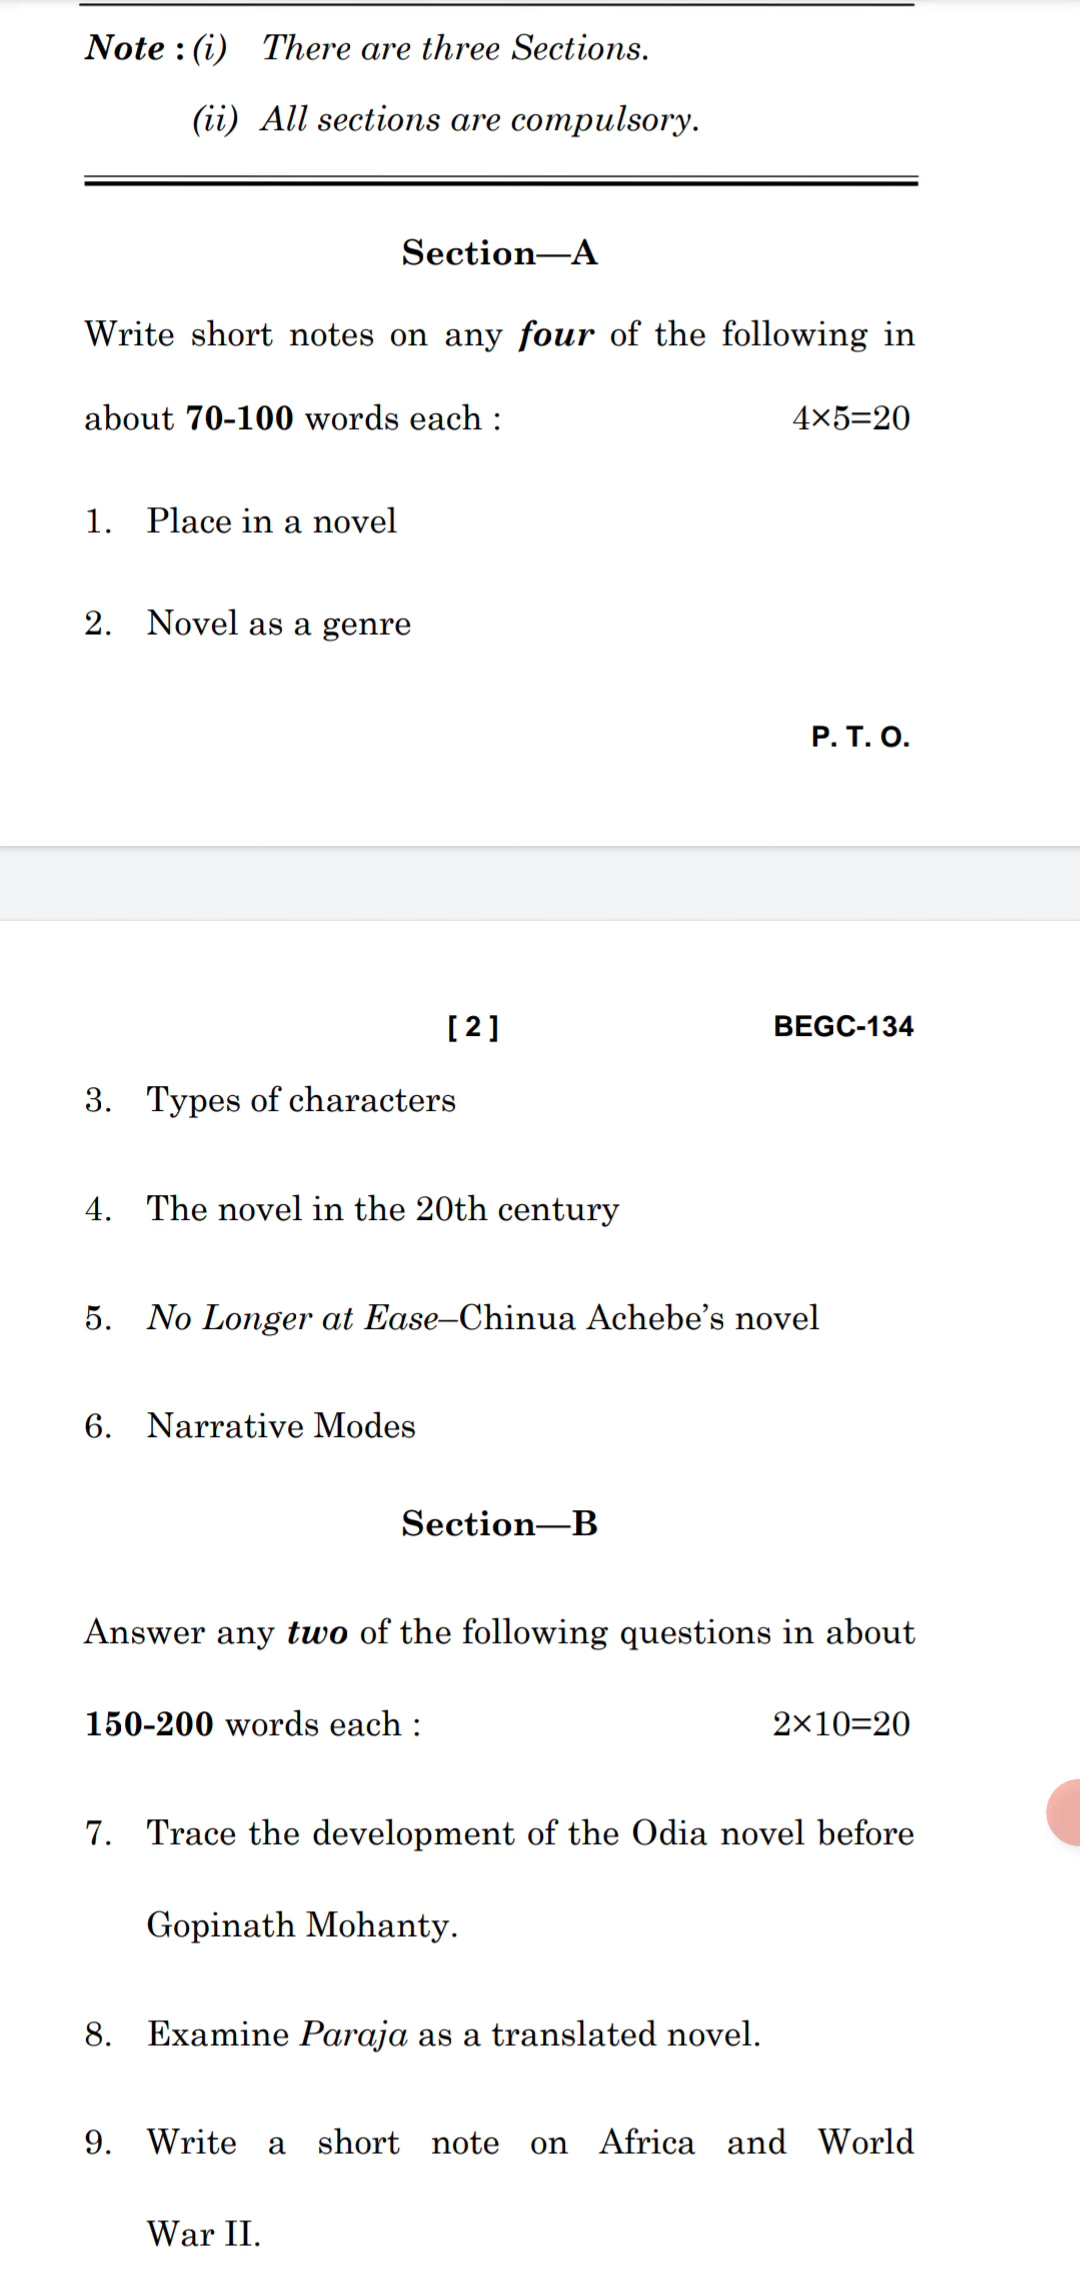 Note : (i) There are three Sections.
(ii) All sections are compulsory.
Section—A
Write short notes on any four of the following in
about 70-100 words each : 4×5=20
1. Place in a novel
2. Novel as a genre
P. T. O.
[ 2 ] BEGC-134
3. Types of characters
4. The novel in the 20th century
5. No Longer at Ease–Chinua Achebe’s novel
6. Narrative Modes
Section—B
Answer any two of the following questions in about
150-200 words each : 2×10=20
7. Trace the development of the Odia novel before
Gopinath Mohanty.
8. Examine Paraja as a translated novel.
9. Write a short note on Africa and World
War II.